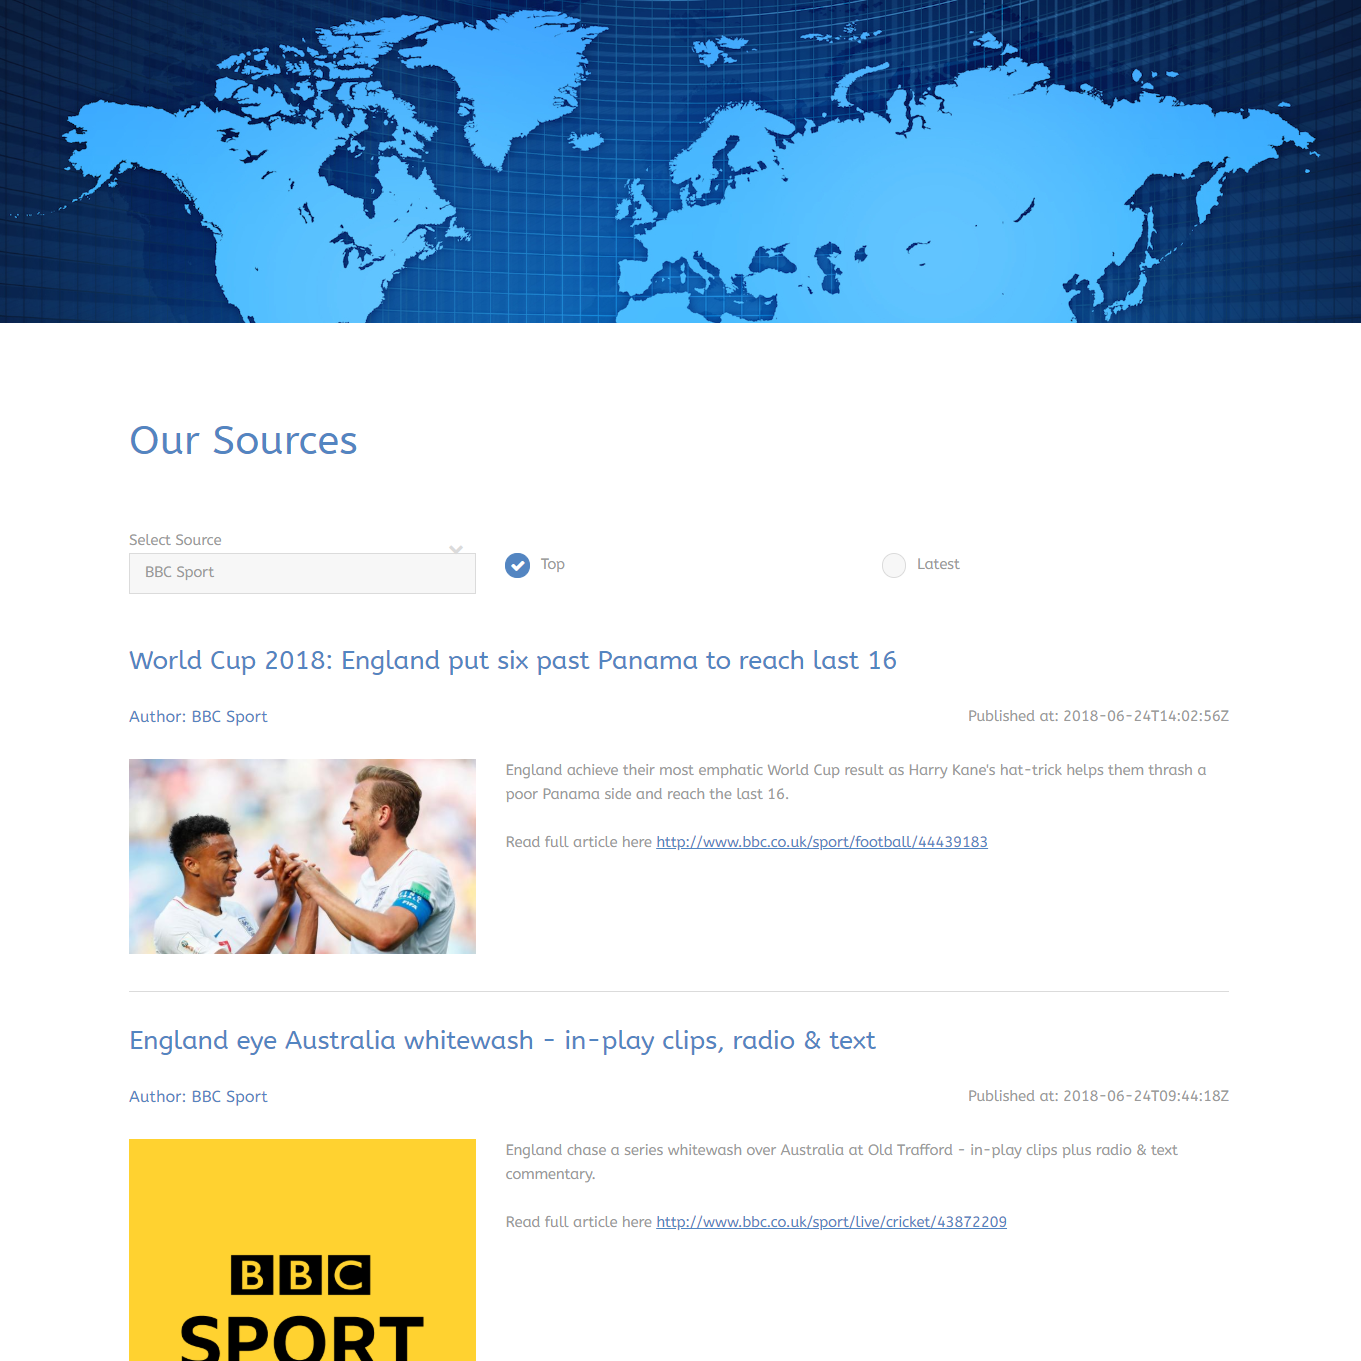 Our Sources
Select Source
BBC Sport
Top
Latest
World Cup 2018: England put six past Panama to reach last 16
Author: BBC Sport
Published at: 2018-06-24T14:02:56Z
England achieve their most emphatic World Cup result as Harry Kane's hat-trick helps them thrash a
poor Panama side and reach the last 16.
Read full article here http://www.bbc.co.uk/sport/football/44439183
England eye Australia whitewash - in-play clips, radio & text
Author: BBC Sport
Published at: 2018-06-24T09:44:18Z
England chase a series whitewash over Australia at Old Trafford - in-play clips plus radio & text
commentary.
Read full article here http://www.bbc.co.uk/sport/live/cricket/43872209
BBC
SPORT